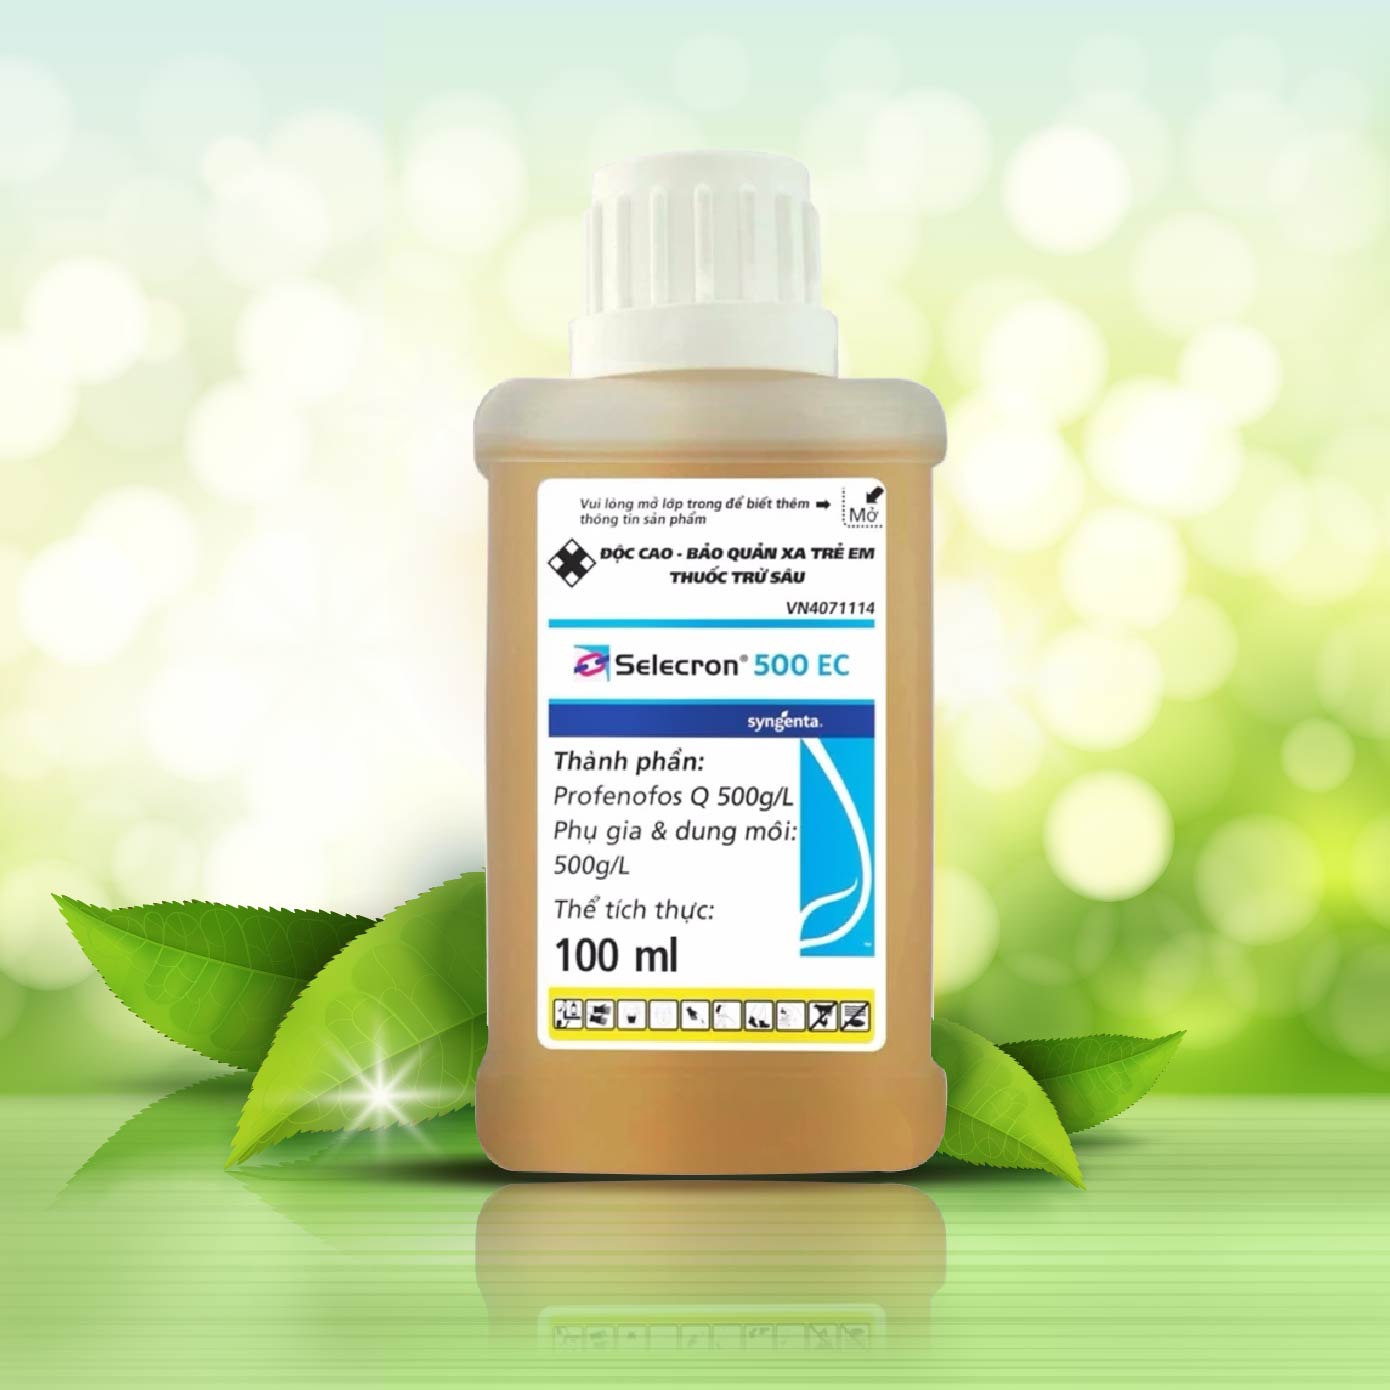 Vui lòng mở lớp trong để biết thêm
thông tin sản phẩm
Mở
ĐỘC CAO - BẢO QUẢN XA TRẺ EM
THUỐC TRỪ SÂU
VN4071114
Selecron® 500 EC
syngenta.
Thành phần:
Profenofos Q 500g/L
Phụ gia & dung môi:
500g/L
Thể tích thực:
100 ml